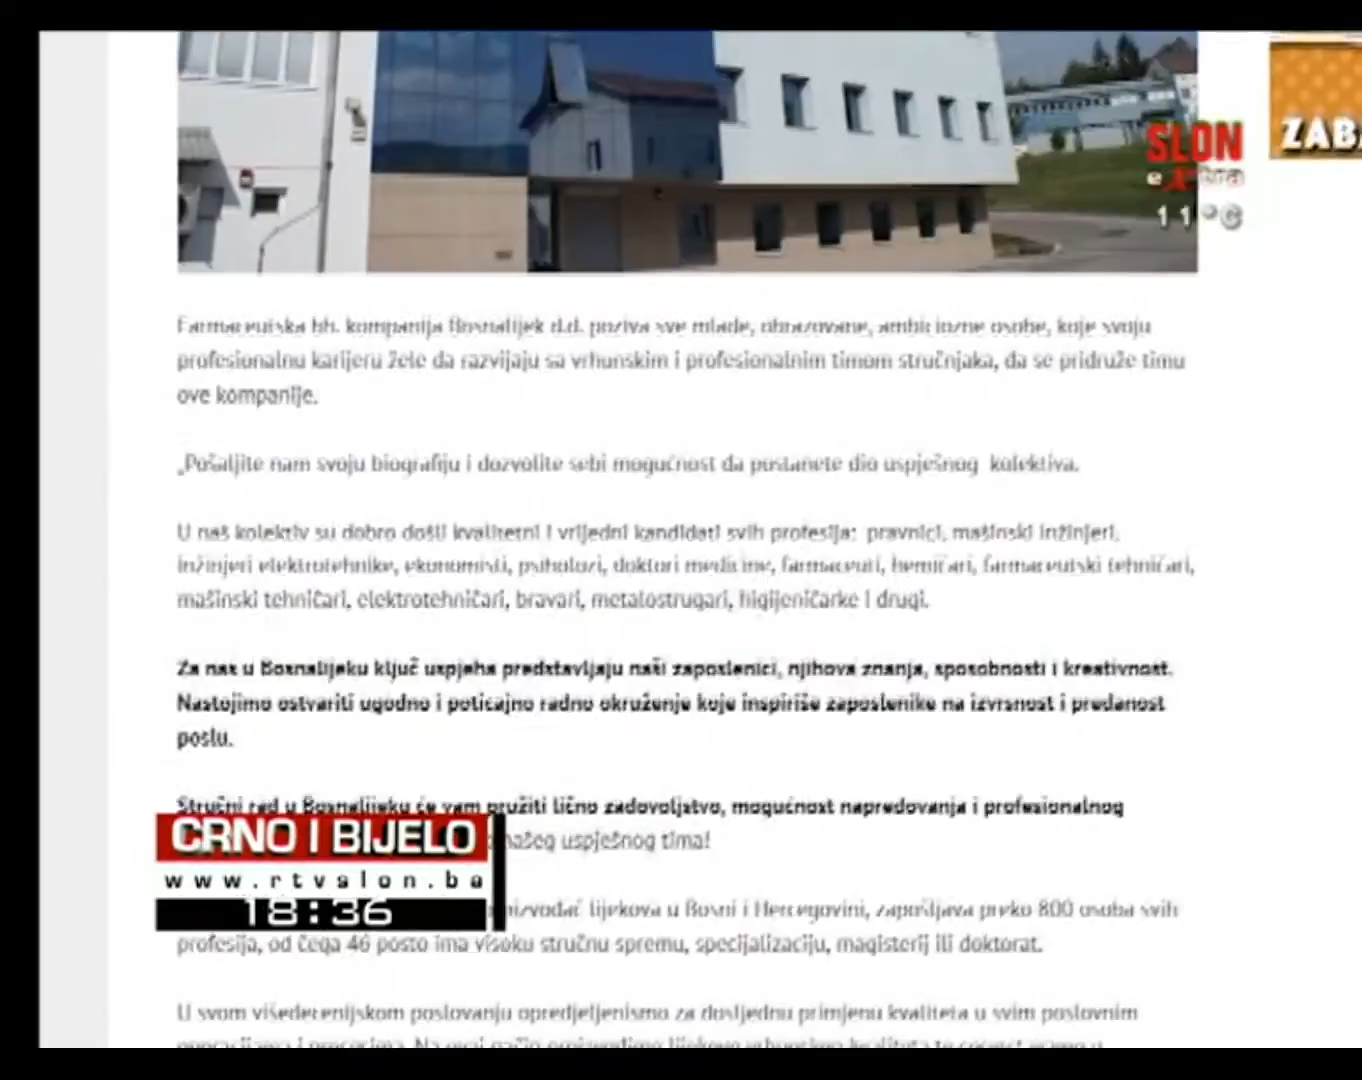 ZAB
SLON
extra
11°C
Farmaceutska bh. kompanija Bosnalijek d.d. poziva sve mlade, obrazovane, ambiciozne osobe, koje svoju
profesionalnu karijeru žele da razvijaju sa vrhunskim i profesionalnim timom stručnjaka, da se pridruže timu
ove kompanije.
„Pošaljite nam svoju biografiju i dozvolite sebi mogućnost da postanete dio uspješnog kolektiva.
U naš kolektiv su dobro došli kvalitetni i vrijedni kandidati svih profesija: pravnici, mašinski inžinjeri,
inžinjeri elektrotehnike, ekonomisti, psiholozi, doktori medicine, farmaceuti, hemičari, farmaceutski tehničari,
mašinski tehničari, elektrotehničari, bravari, metalostrugari, higijeničarke i drugi.
Za nas u Bosnalijeku ključ uspjeha predstavljaju naši zaposlenici, njihova znanja, sposobnosti i kreativnost.
Nastojimo ostvariti ugodno i poticajno radno okruženje koje inspiriše zaposlenike na izvrsnost i predanost
poslu.
Stručni rad u Bosnalijeku će vam pružiti lično zadovoljstvo, mogućnost napredovanja i profesionalnog
našeg uspješnog tima!
CRNO I BIJELO
www.rtvslon.ba
18:36
lijekova u Bosni i Hercegovini, zapošljava preko 800 osoba svih
profesija, od čega 46 posto ima visoku stručnu spremu, specijalizaciju, magisterij ili doktorat.
U svom višedecenijskom poslovanju opredjeljenismo za dosljednu primjenu kvaliteta u svim poslovnim